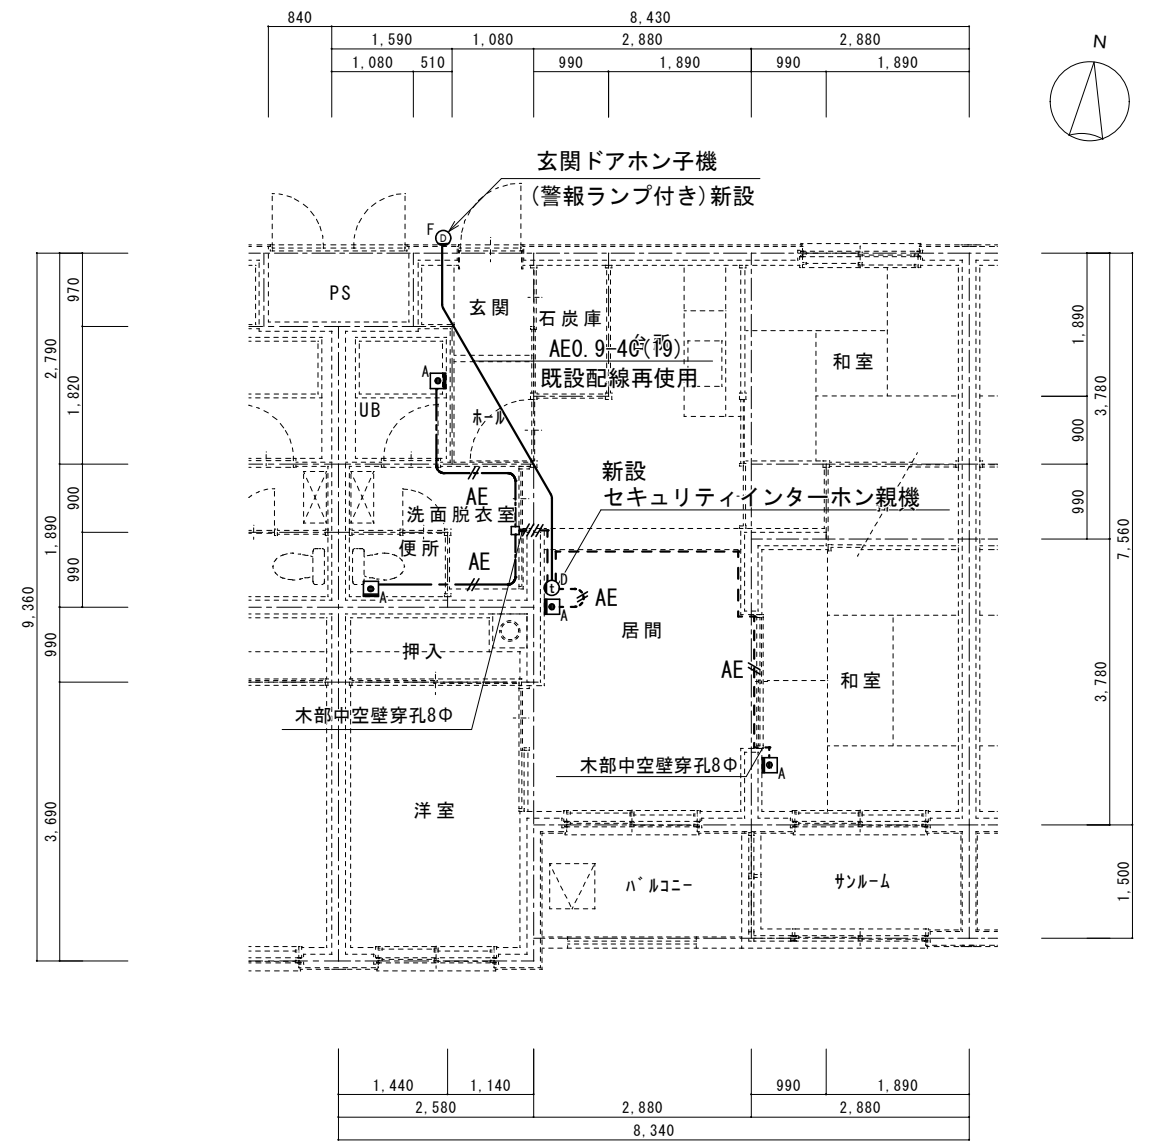 840
8,430
1,590
1,080
2,880
2,880
1,080
510
990
1,890
990
1,890
N
玄関ドアホン子機
(警報ランプ付き)新設
F
D
PS
玄関
石炭庫
台所
AE0.9-4C(19)
既設配線再使用
和室
A
UB
ホール
新設
セキュリティインターホン親機
AE
洗面脱衣室
便所
AE
A
t
D
A
AE
居間
押入
AE
和室
木部中空壁穿孔8Φ
木部中空壁穿孔8Φ
A
洋室
バルコニー
サンルーム
970
2,790
1,820
900
1,890
990
9,360
990
3,690
1,890
3,780
900
990
7,560
3,780
1,500
1,440
1,140
990
1,890
2,580
2,880
2,880
8,340